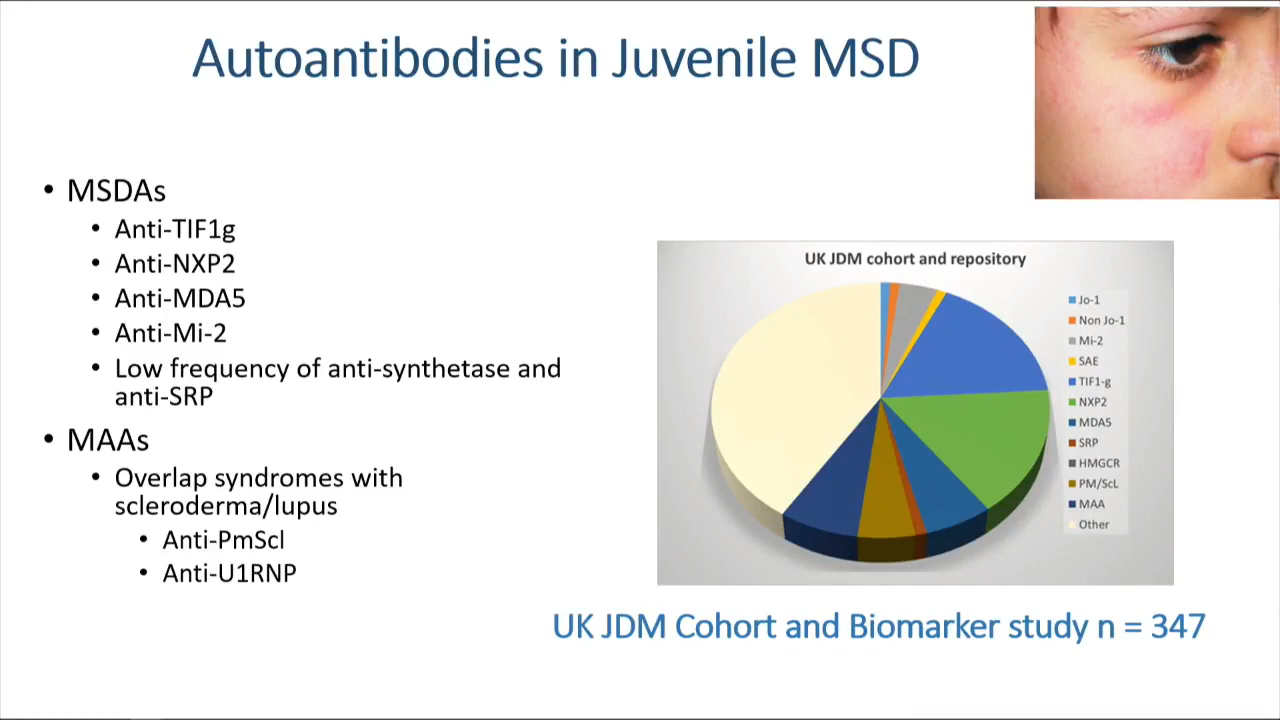 Autoantibodies in Juvenile MSD
• MSDAs
• Anti-TIF1g
• Anti-NXP2
• Anti-MDA5
• Anti-Mi-2
• Low frequency of anti-synthetase and
anti-SRP
• MAAs
• Overlap syndromes with
scleroderma/lupus
• Anti-PmScl
• Anti-U1RNP
UK JDM cohort and repository
Jo-1
Non Jo-1
Mi-2
SAE
TIF1-g
NXP2
MDA5
SRP
HMGCR
PM/ScL
MAA
Other
UK JDM Cohort and Biomarker study n = 347